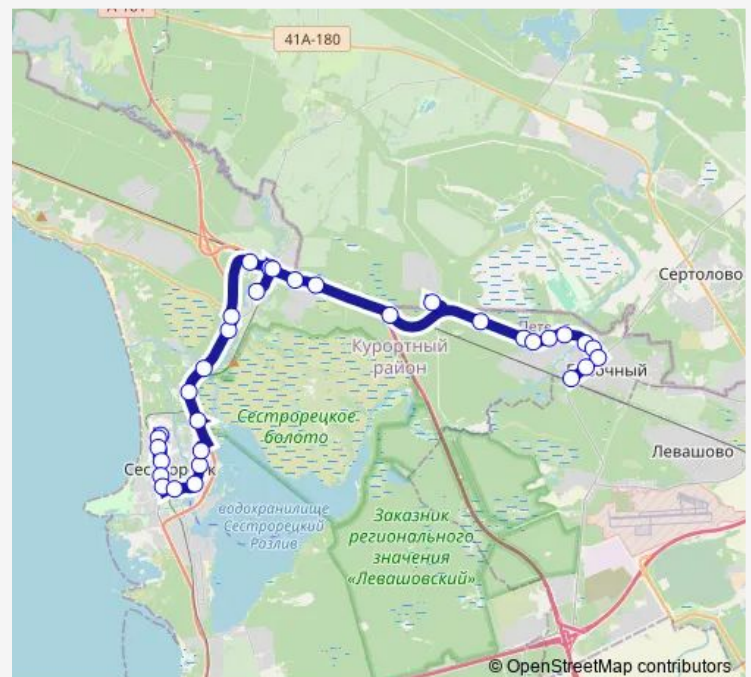 41А-180
Сертолово
Курортный
район
Сестрорецкое
болото
Левашово
водохранилище
Сестрорецкий
Разлив
Заказник
регионального
значения
«Левашовский»
© OpenStreetMap contributors